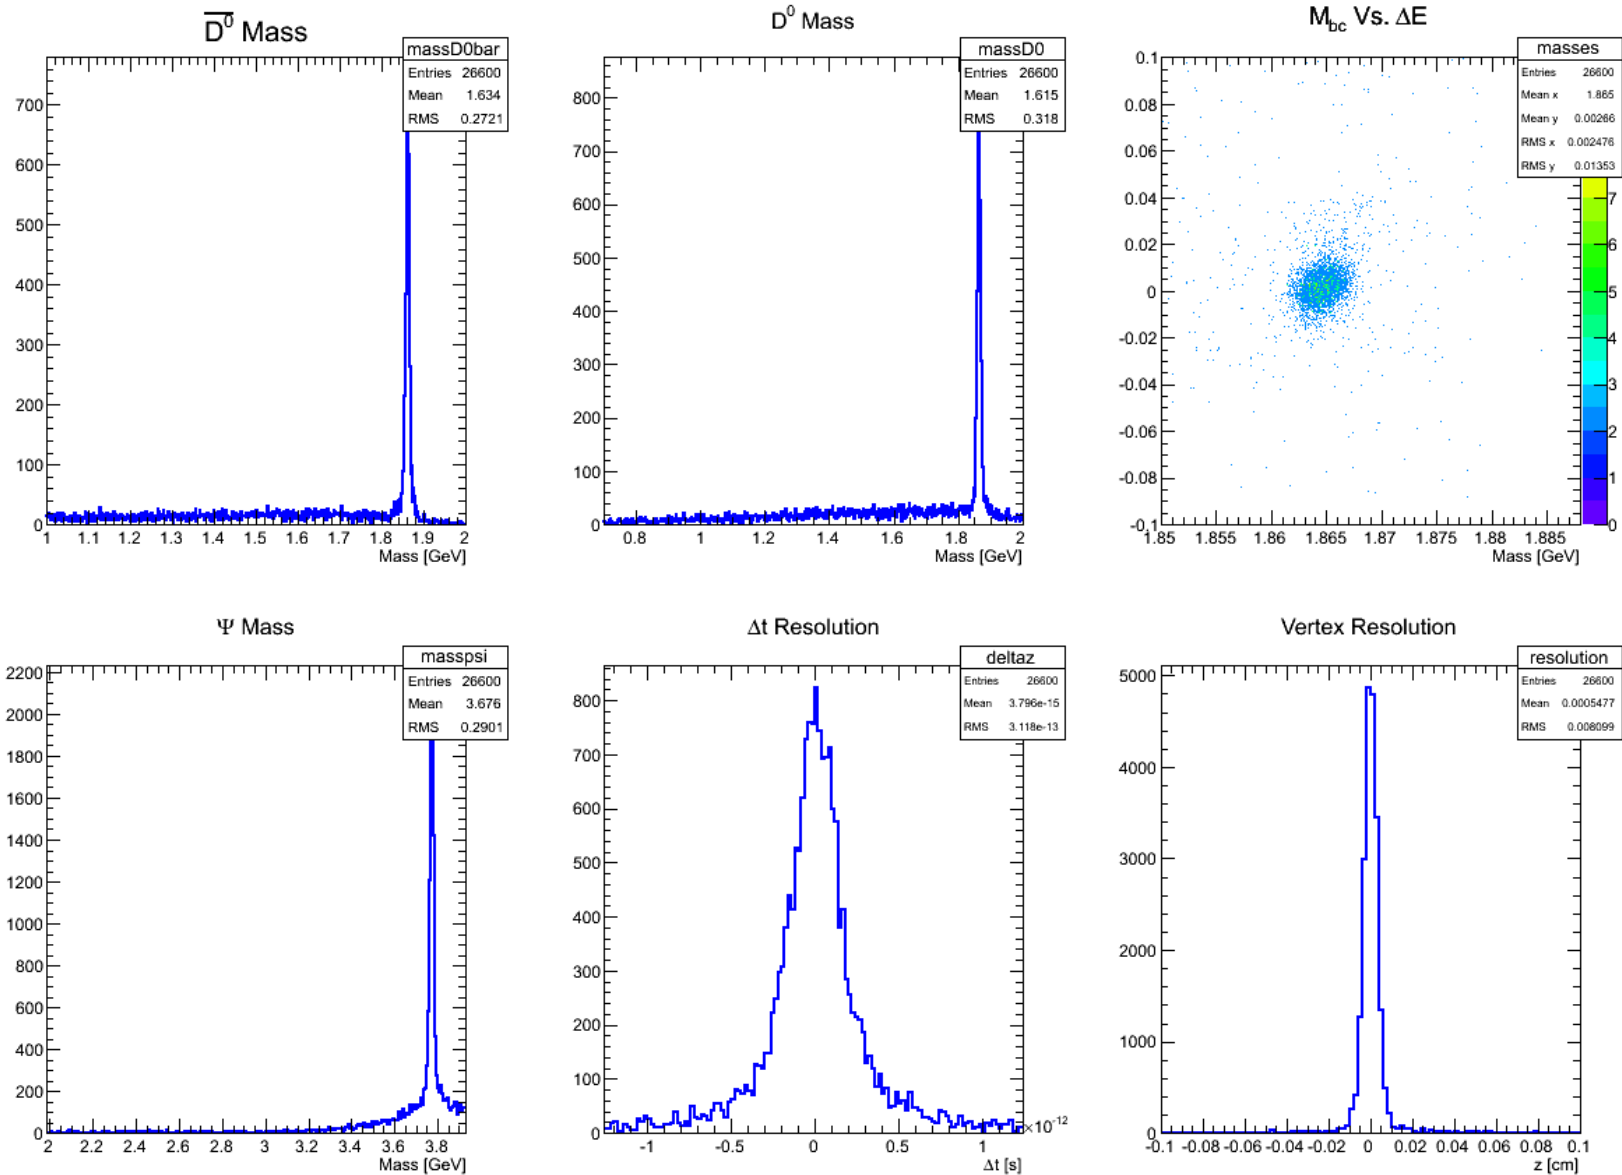 D⁰ Mass
massD0bar
Entries 26600
Mean 1.634
RMS 0.2721
700
600
500
400
300
200
100
0
1 1.1 1.2 1.3 1.4 1.5 1.6 1.7 1.8 1.9 2
Mass [GeV]
D⁰ Mass
massD0
Entries 26600
Mean 1.615
RMS 0.318
800
700
600
500
400
300
200
100
0
0.8 1 1.2 1.4 1.6 1.8 2
Mass [GeV]
M_bc Vs. ΔE
masses
Entries 26600
Mean x 1.865
Mean y 0.00266
RMS x 0.002476
RMS y 0.01353
0.1
0.08
0.06
0.04
0.02
0
-0.02
-0.04
-0.06
-0.08
-0.1
1.85 1.855 1.86 1.865 1.87 1.875 1.88 1.885
Mass [GeV]
7
6
5
4
3
2
1
0
Ψ Mass
masspsi
Entries 26600
Mean 3.676
RMS 0.2901
2200
2000
1800
1600
1400
1200
1000
800
600
400
200
0
2 2.2 2.4 2.6 2.8 3 3.2 3.4 3.6 3.8
Mass [GeV]
Δt Resolution
deltaz
Entries 26600
Mean 3.796e-15
RMS 3.118e-13
800
700
600
500
400
300
200
100
0
-1 -0.5 0 0.5 1
×10⁻¹²
Δt [s]
Vertex Resolution
resolution
Entries 26600
Mean 0.0005477
RMS 0.008099
5000
4000
3000
2000
1000
0
-0.1 -0.08 -0.06 -0.04 -0.02 0 0.02 0.04 0.06 0.08 0.1
z [cm]